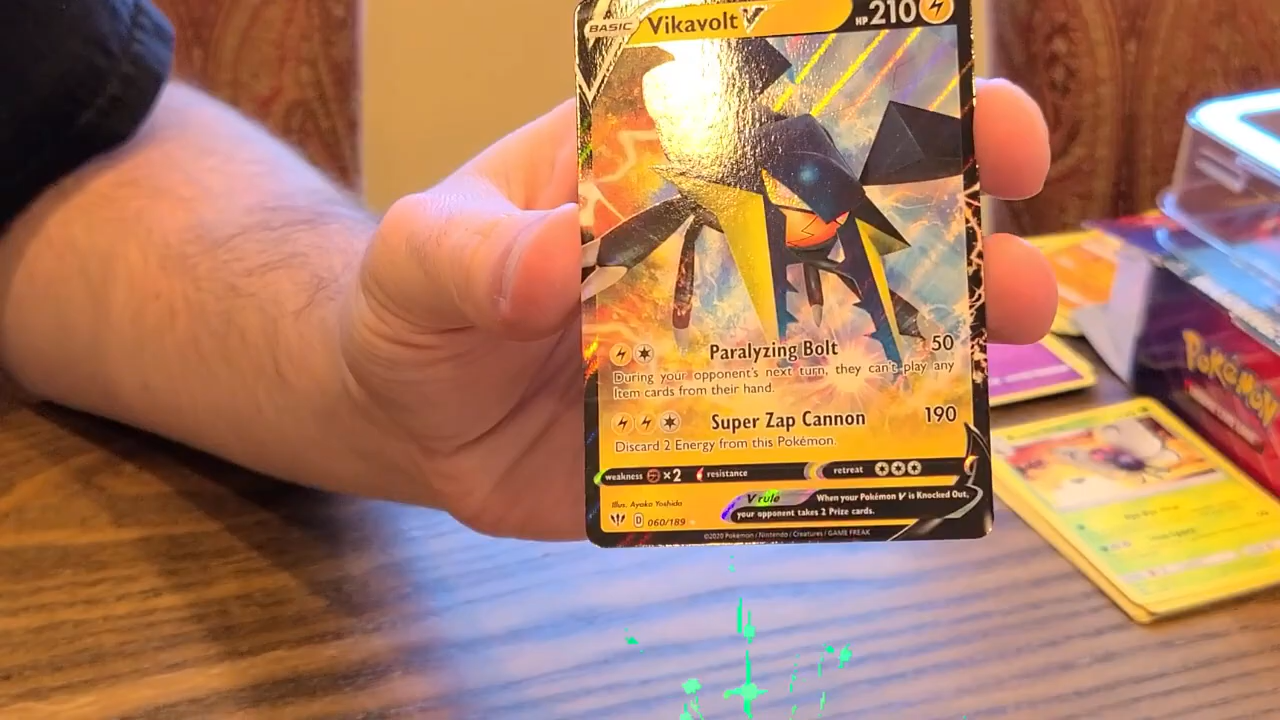 BASIC Vikavolt V HP 210
Paralyzing Bolt 50
During your opponent's next turn, they can't play any
Item cards from their hand.
Super Zap Cannon 190
Discard 2 Energy from this Pokémon.
weakness ×2 resistance retreat
V rule When your Pokémon V is Knocked Out,
your opponent takes 2 Prize cards.
Illus. Ayaka Yoshida
D 060/189
©2020 Pokémon / Nintendo / Creatures / GAME FREAK
POKÉMON